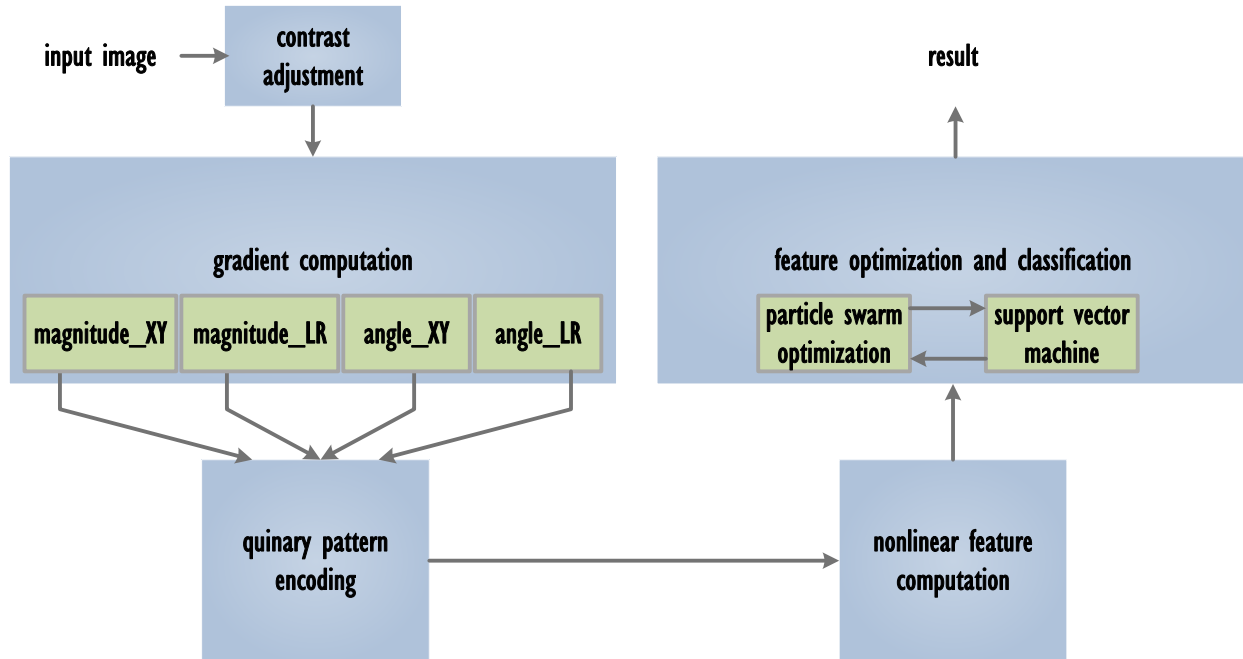 input image
contrast
adjustment
gradient computation
magnitude_XY
magnitude_LR
angle_XY
angle_LR
quinary pattern
encoding
nonlinear feature
computation
feature optimization and classification
particle swarm
optimization
support vector
machine
result